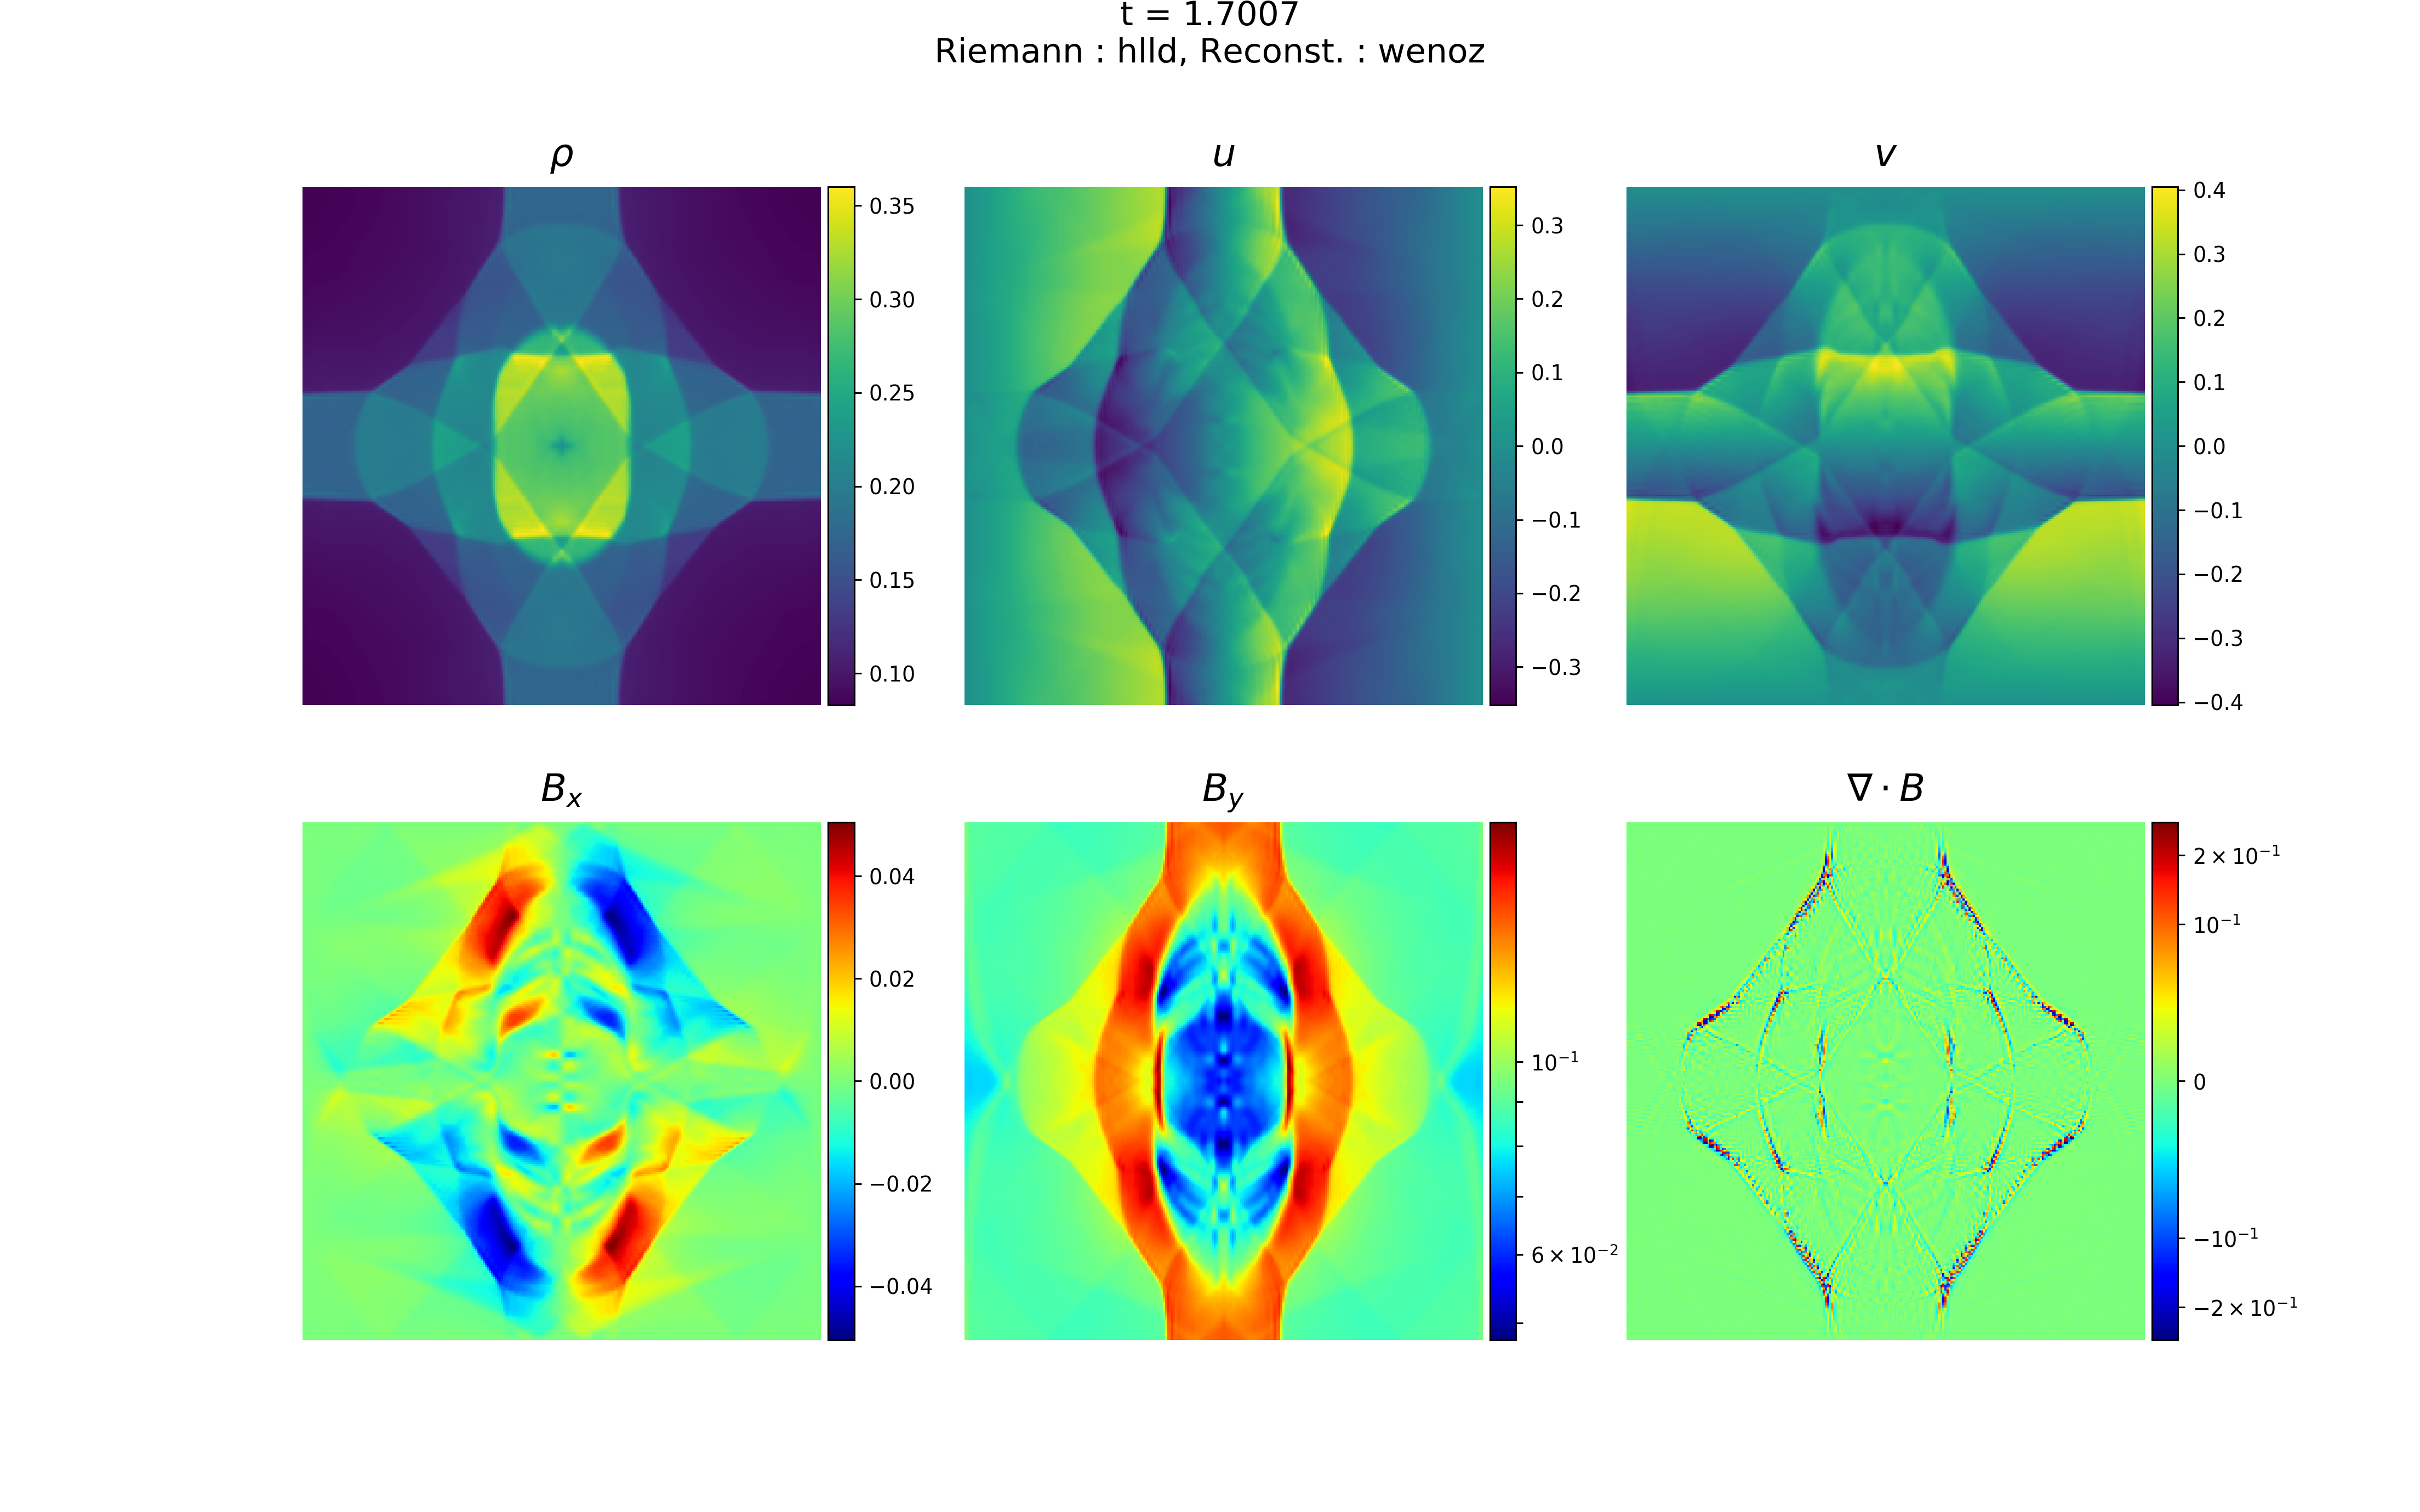 t = 1.7007
Riemann : hlld, Reconst. : wenoz
ρ
0.35
0.30
0.25
0.20
0.15
0.10
u
0.3
0.2
0.1
0.0
−0.1
−0.2
−0.3
v
0.4
0.3
0.2
0.1
0.0
−0.1
−0.2
−0.3
−0.4
Bₓ
0.04
0.02
0.00
−0.02
−0.04
B_y
10⁻¹
6 × 10⁻²
∇ · B
2 × 10⁻¹
10⁻¹
0
−10⁻¹
−2 × 10⁻¹